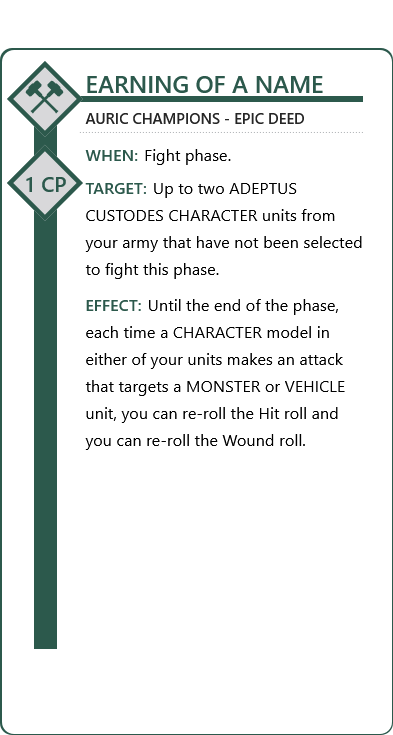 EARNING OF A NAME
AURIC CHAMPIONS - EPIC DEED
1 CP
WHEN: Fight phase.
TARGET: Up to two ADEPTUS
CUSTODES CHARACTER units from
your army that have not been selected
to fight this phase.
EFFECT: Until the end of the phase,
each time a CHARACTER model in
either of your units makes an attack
that targets a MONSTER or VEHICLE
unit, you can re-roll the Hit roll and
you can re-roll the Wound roll.